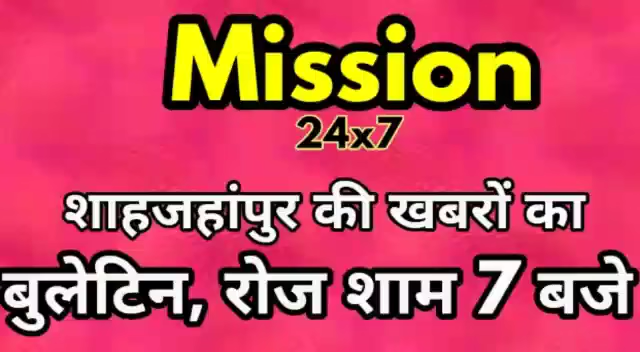 Mission
24x7
शाहजहांपुर की खबरों का
बुलेटिन, रोज शाम 7 बजे